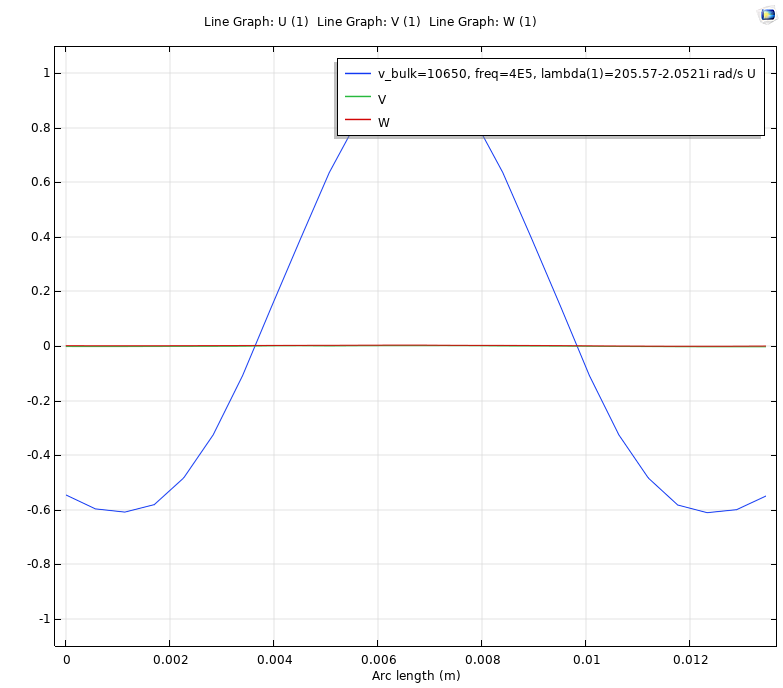 Line Graph: U (1)  Line Graph: V (1)  Line Graph: W (1)
v_bulk=10650, freq=4E5, lambda(1)=205.57-2.0521i rad/s U
V
W
1
0.8
0.6
0.4
0.2
0
-0.2
-0.4
-0.6
-0.8
-1
0 0.002 0.004 0.006 0.008 0.01 0.012
Arc length (m)